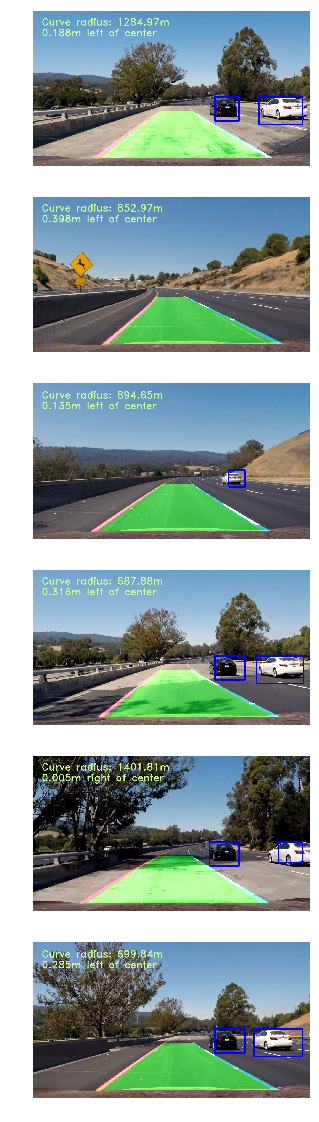 Curve radius: 1284.97m
0.188m left of center
Curve radius: 852.97m
0.398m left of center
Curve radius: 894.65m
0.135m left of center
Curve radius: 687.88m
0.316m left of center
Curve radius: 1401.81m
0.005m right of center
Curve radius: 699.84m
0.285m left of center